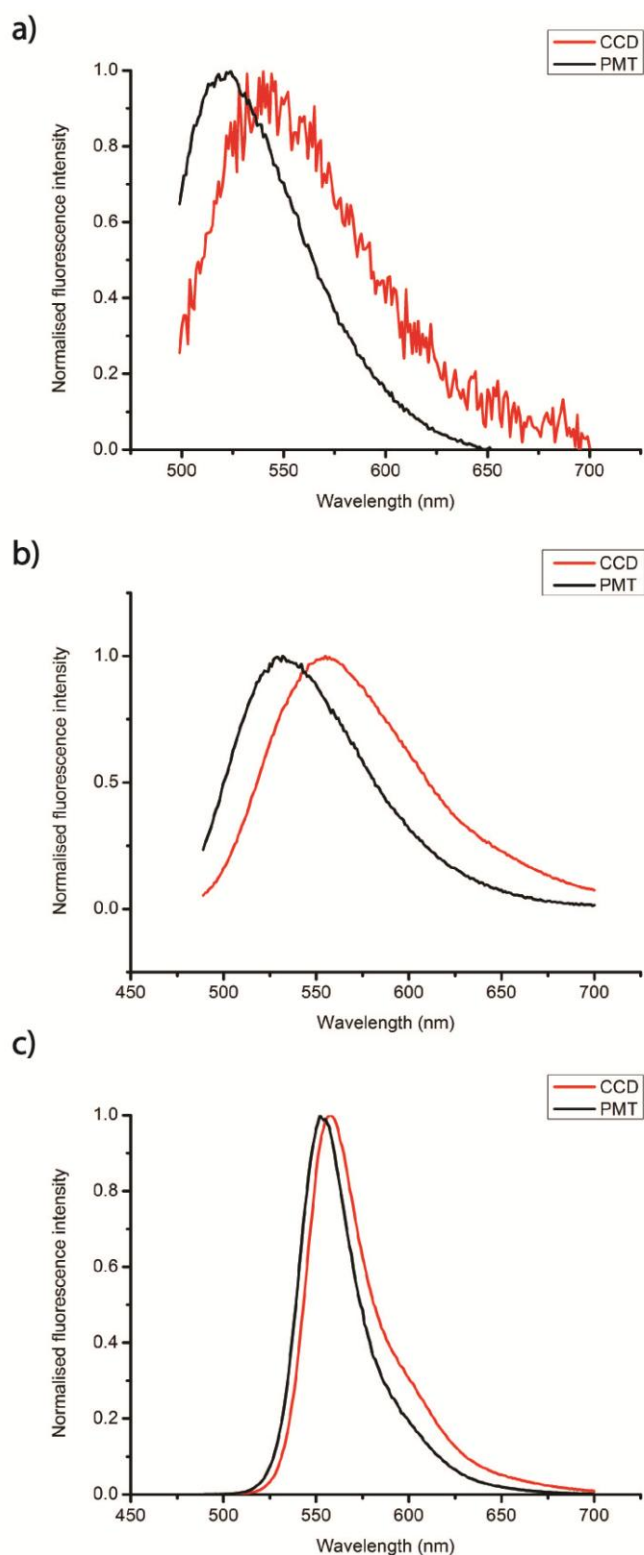 a)
CCD
PMT
Normalised fluorescence intensity
1.0
0.8
0.6
0.4
0.2
0.0
500 550 600 650 700
Wavelength (nm)
b)
CCD
PMT
Normalised fluorescence intensity
1.0
0.5
0.0
450 500 550 600 650 700
Wavelength (nm)
c)
CCD
PMT
Normalised fluorescence intensity
1.0
0.8
0.6
0.4
0.2
0.0
450 500 550 600 650 700
Wavelength (nm)